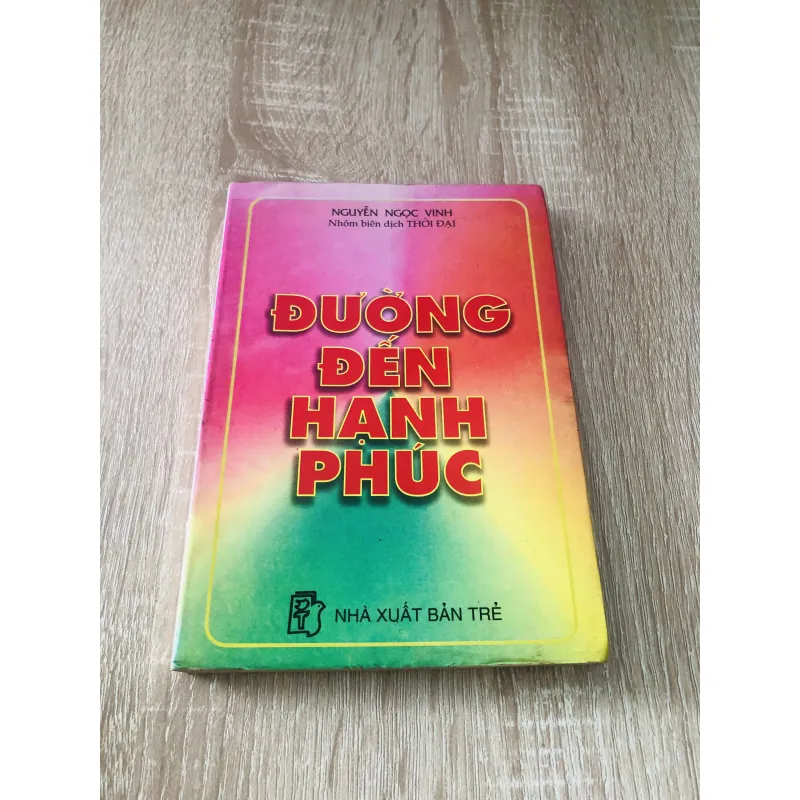 NGUYỄN NGỌC VINH
Nhóm biên dịch THỜI ĐẠI
ĐƯỜNG
ĐẾN
HẠNH
PHÚC
NHÀ XUẤT BẢN TRẺ